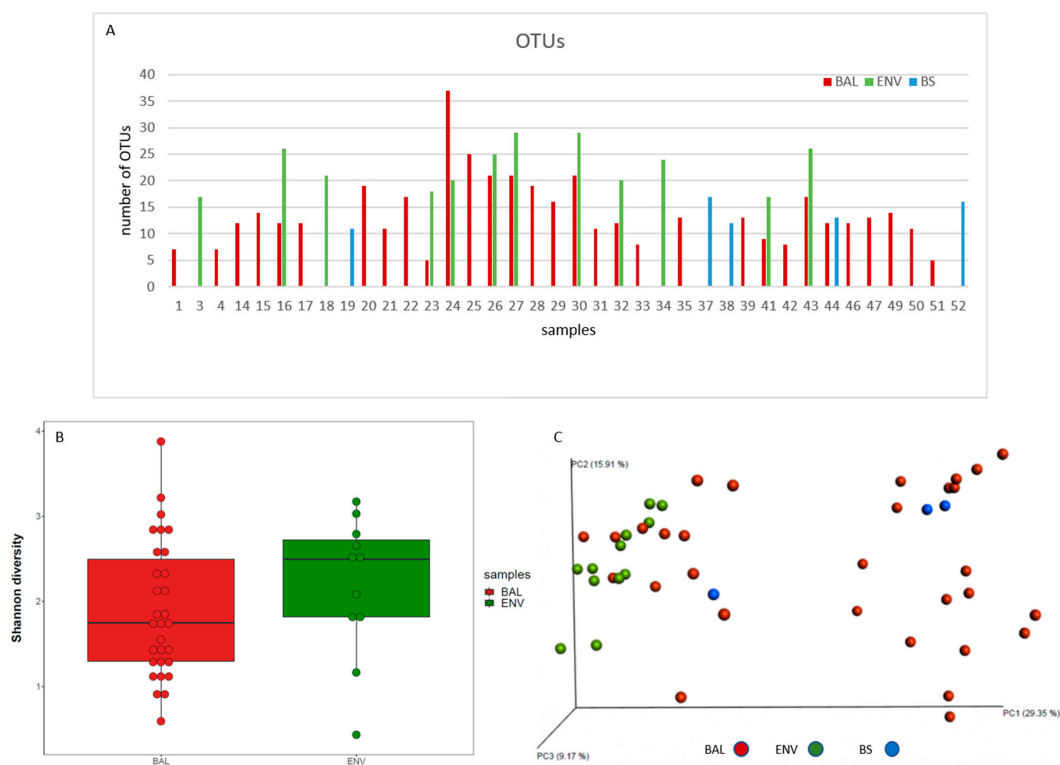 A
OTUs
BAL ENV BS
40
35
30
25
20
15
10
5
0
number of OTUs
1 3 4 14 15 16 17 18 19 20 21 22 23 24 25 26 27 28 29 30 31 32 33 34 35 37 38 39 41 42 43 44 46 47 49 50 51 52
samples
B
4
3
2
1
Shannon diversity
BAL ENV
samples
BAL
ENV
C
PC2 (15.91 %)
PC1 (29.35 %)
PC3 (9.17 %)
BAL ENV BS